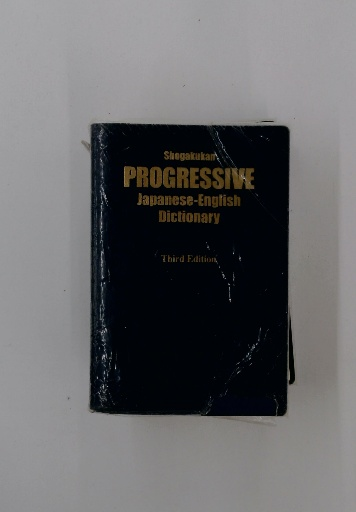 Shogakukan
PROGRESSIVE
Japanese-English
Dictionary
Third Edition